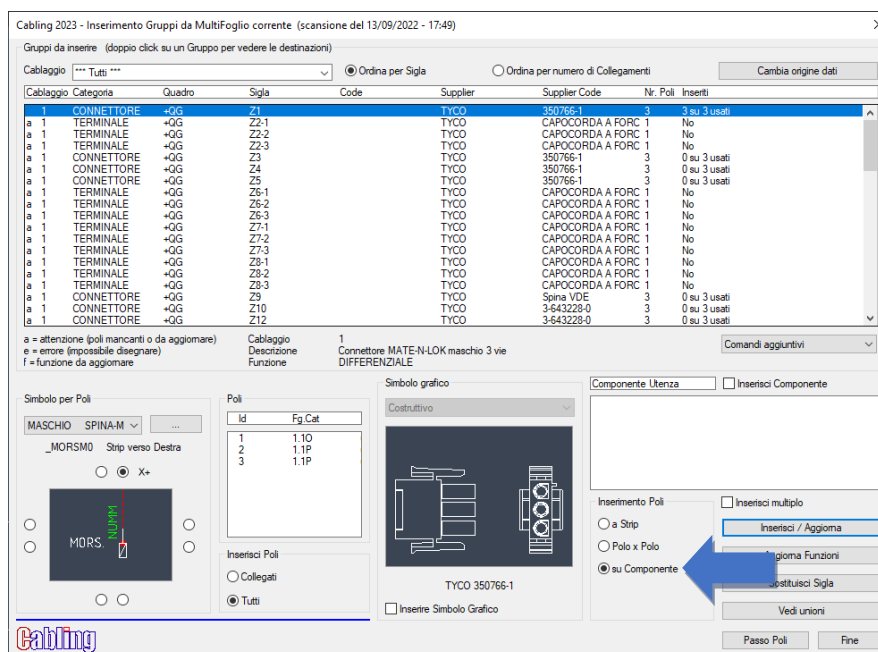 Cabling 2023 - Inserimento Gruppi da MultiFoglio corrente (scansione del 13/09/2022 - 17:49)
Gruppi da inserire (doppio click su un Gruppo per vedere le destinazioni)
Cablaggio *** Tutti *** Ordina per Sigla Ordina per numero di Collegamenti Cambia origine dati
Cablaggio Categoria Quadro Sigla Code Supplier Supplier Code Nr. Poli Inseriti
1 CONNETTORE +QG Z1 TYCO 350766-1 3 3 su 3 usati
a 1 TERMINALE +QG Z2-1 TYCO CAPOCORDA A FORC 1 No
a 1 TERMINALE +QG Z2-2 TYCO CAPOCORDA A FORC 1 No
a 1 TERMINALE +QG Z2-3 TYCO CAPOCORDA A FORC 1 No
a 1 CONNETTORE +QG Z3 TYCO 350766-1 3 0 su 3 usati
a 1 CONNETTORE +QG Z4 TYCO 350766-1 3 0 su 3 usati
a 1 CONNETTORE +QG Z5 TYCO 350766-1 3 0 su 3 usati
a 1 TERMINALE +QG Z6-1 TYCO CAPOCORDA A FORC 1 No
a 1 TERMINALE +QG Z6-2 TYCO CAPOCORDA A FORC 1 No
a 1 TERMINALE +QG Z6-3 TYCO CAPOCORDA A FORC 1 No
a 1 TERMINALE +QG Z7-1 TYCO CAPOCORDA A FORC 1 No
a 1 TERMINALE +QG Z7-2 TYCO CAPOCORDA A FORC 1 No
a 1 TERMINALE +QG Z7-3 TYCO CAPOCORDA A FORC 1 No
a 1 TERMINALE +QG Z8-1 TYCO CAPOCORDA A FORC 1 No
a 1 TERMINALE +QG Z8-2 TYCO CAPOCORDA A FORC 1 No
a 1 TERMINALE +QG Z8-3 TYCO CAPOCORDA A FORC 1 No
a 1 CONNETTORE +QG Z9 TYCO Spina VDE 3 0 su 3 usati
a 1 CONNETTORE +QG Z10 TYCO 3-643228-0 3 0 su 3 usati
a 1 CONNETTORE +QG Z12 TYCO 3-643228-0 3 0 su 3 usati
a = attenzione (poli mancanti o da aggiornare) Cablaggio 1 Comandi aggiuntivi
e = errore (impossibile disegnare) Descrizione Connettore MATE-N-LOK maschio 3 vie
f = funzione da aggiornare Funzione DIFFERENZIALE
Simbolo per Poli
MASCHIO SPINA-M ...
_MORSM0 Strip verso Destra
X+
MORS. NUMM
Poli
Id Fg.Cat
1 1.1O
2 1.1P
3 1.1P
Inserisci Poli
Collegati
Tutti
Simbolo grafico
Costruttivo
TYCO 350766-1
Inserire Simbolo Grafico
Componente Utenza Inserisci Componente
Inserimento Poli
a Strip
Polo x Polo
su Componente
Inserisci multiplo
Inserisci / Aggiorna
Funzioni
Sigla
Vedi unioni
Passo Poli Fine
Cabling